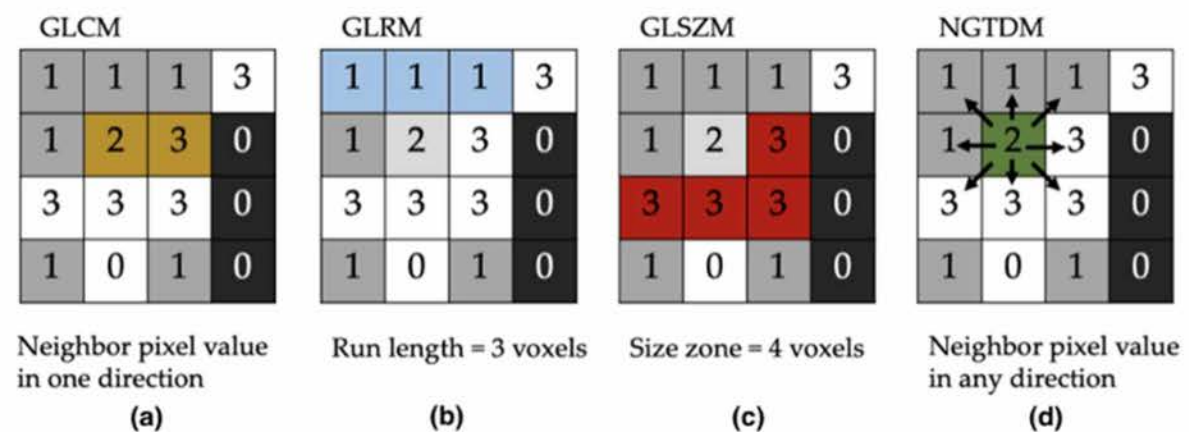 GLCM
1 1 1 3
1 2 3 0
3 3 3 0
1 0 1 0
Neighbor pixel value
in one direction
(a)
GLRM
1 1 1 3
1 2 3 0
3 3 3 0
1 0 1 0
Run length = 3 voxels
(b)
GLSZM
1 1 1 3
1 2 3 0
3 3 3 0
1 0 1 0
Size zone = 4 voxels
(c)
NGTDM
1 1 1 3
1 2 3 0
3 3 3 0
1 0 1 0
Neighbor pixel value
in any direction
(d)